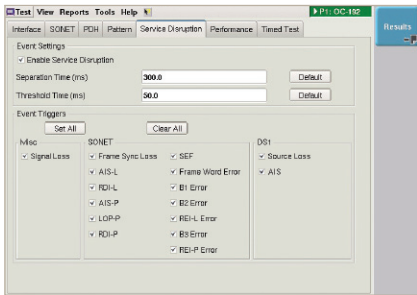 Test View Reports Tools Help
P1: OC-192
Results
Interface SONET PDH Pattern Service Disruption Performance Timed Test
Event Settings
Enable Service Disruption
Separation Time (ms) 300.0 Default
Threshold Time (ms) 50.0 Default
Event Triggers
Set All Clear All
Misc SONET DS1
Signal Loss Frame Sync Loss SEF Source Loss
AIS-L Frame Word Error AIS
RDI-L B1 Error
AIS-P B2 Error
LOP-P REI-L Error
RDI-P B3 Error
REI-P Error